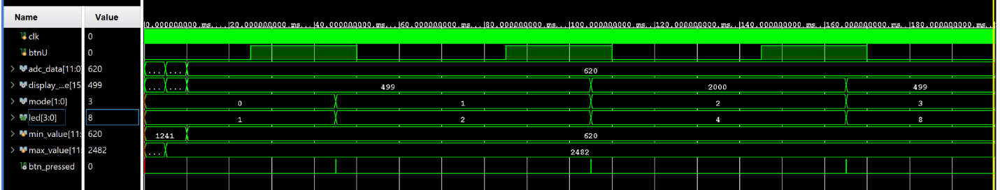 Name Value
0.000000000 ms 20.000000000 ms 40.000000000 ms 60.000000000 ms 80.000000000 ms 100.000000000 ms 120.000000000 ms 140.000000000 ms 160.000000000 ms 180.000000000 ms
clk 0
btnU 0
adc_data[11:0] 620 ... ... 620
display_...e[15 499 ... ... 499 2000 499
mode[1:0] 3 0 1 2 3
led[3:0] 8 1 2 4 8
min_value[11: 620 1241 620
max_value[11: 2482 ... 2482
btn_pressed 0